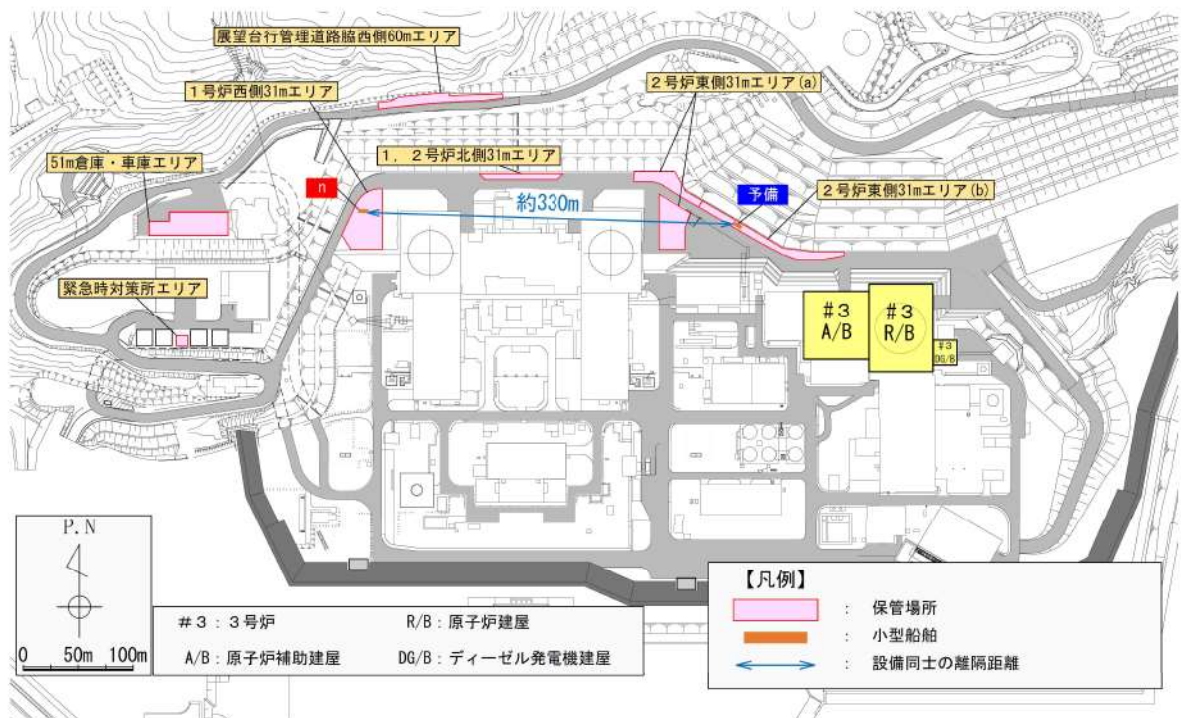 展望台行管理道路脇西側60mエリア
1号炉西側31mエリア
2号炉東側31mエリア(a)
51m倉庫・車庫エリア
1,2号炉北側31mエリア
n
予備
2号炉東側31mエリア(b)
約330m
緊急時対策所エリア
#3
A/B
#3
R/B
#3
DG/B
P.N
0 50m 100m
#3:3号炉
R/B:原子炉建屋
A/B:原子炉補助建屋
DG/B:ディーゼル発電機建屋
【凡例】
: 保管場所
: 小型船舶
: 設備同士の離隔距離